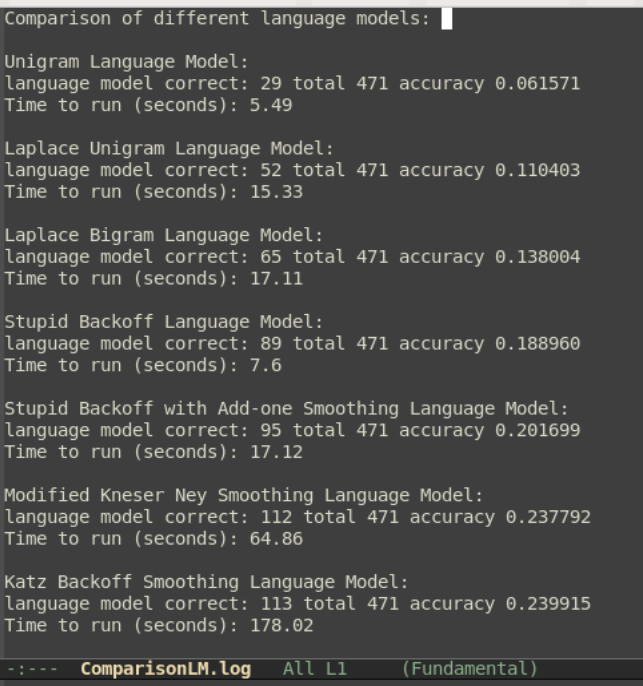 Comparison of different language models:
Unigram Language Model:
language model correct: 29 total 471 accuracy 0.061571
Time to run (seconds): 5.49
Laplace Unigram Language Model:
language model correct: 52 total 471 accuracy 0.110403
Time to run (seconds): 15.33
Laplace Bigram Language Model:
language model correct: 65 total 471 accuracy 0.138004
Time to run (seconds): 17.11
Stupid Backoff Language Model:
language model correct: 89 total 471 accuracy 0.188960
Time to run (seconds): 7.6
Stupid Backoff with Add-one Smoothing Language Model:
language model correct: 95 total 471 accuracy 0.201699
Time to run (seconds): 17.12
Modified Kneser Ney Smoothing Language Model:
language model correct: 112 total 471 accuracy 0.237792
Time to run (seconds): 64.86
Katz Backoff Smoothing Language Model:
language model correct: 113 total 471 accuracy 0.239915
Time to run (seconds): 178.02
-:--- ComparisonLM.log All L1 (Fundamental)